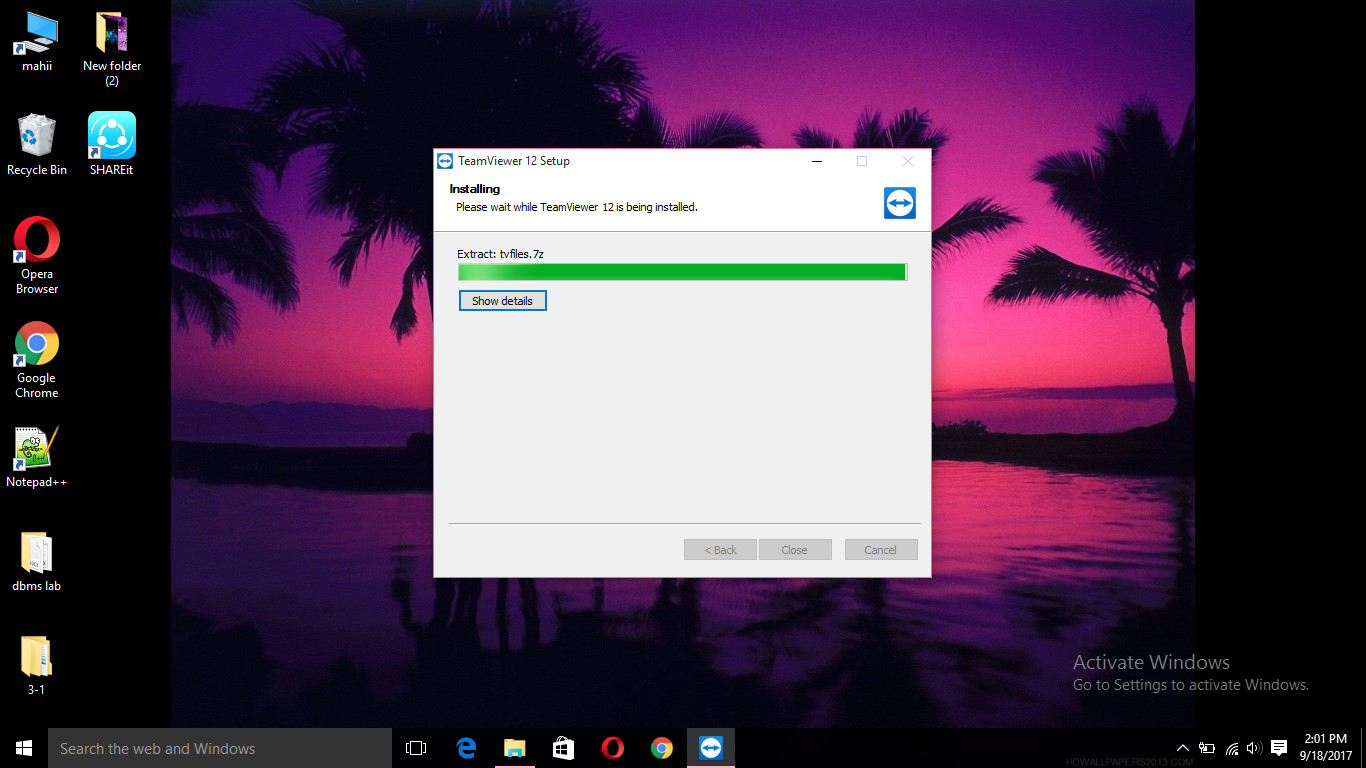 mahii
New folder
(2)
Recycle Bin
SHAREit
Opera
Browser
Google
Chrome
Notepad++
dbms lab
3-1
TeamViewer 12 Setup
Installing
Please wait while TeamViewer 12 is being installed.
Extract: tvfiles.7z
Show details
< Back
Close
Cancel
Activate Windows
Go to Settings to activate Windows.
HDWALLPAPERS2013.COM
Search the web and Windows
2:01 PM
9/18/2017